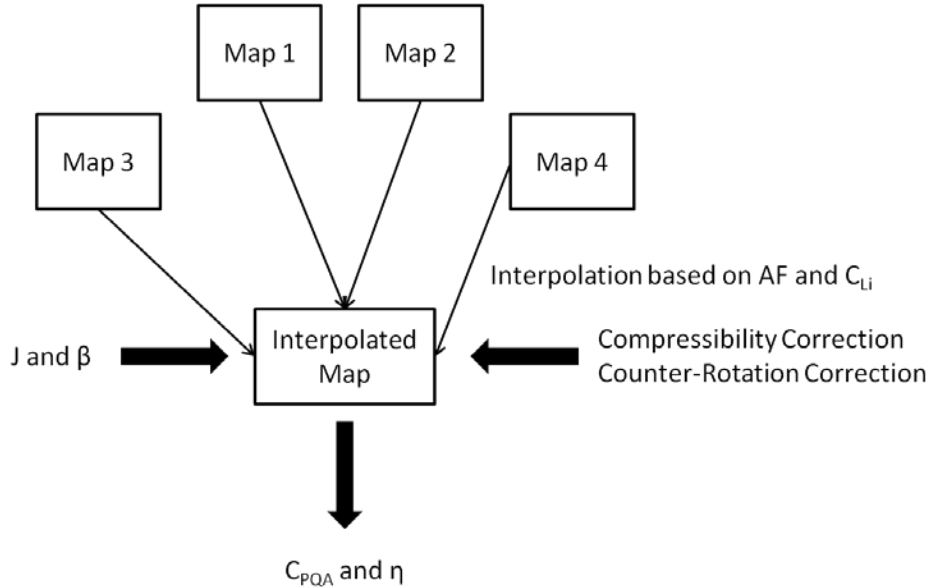 Map 1
Map 2
Map 3
Map 4
Interpolation based on AF and C_Li
Interpolated
Map
J and β
Compressibility Correction
Counter-Rotation Correction
C_PQA and η